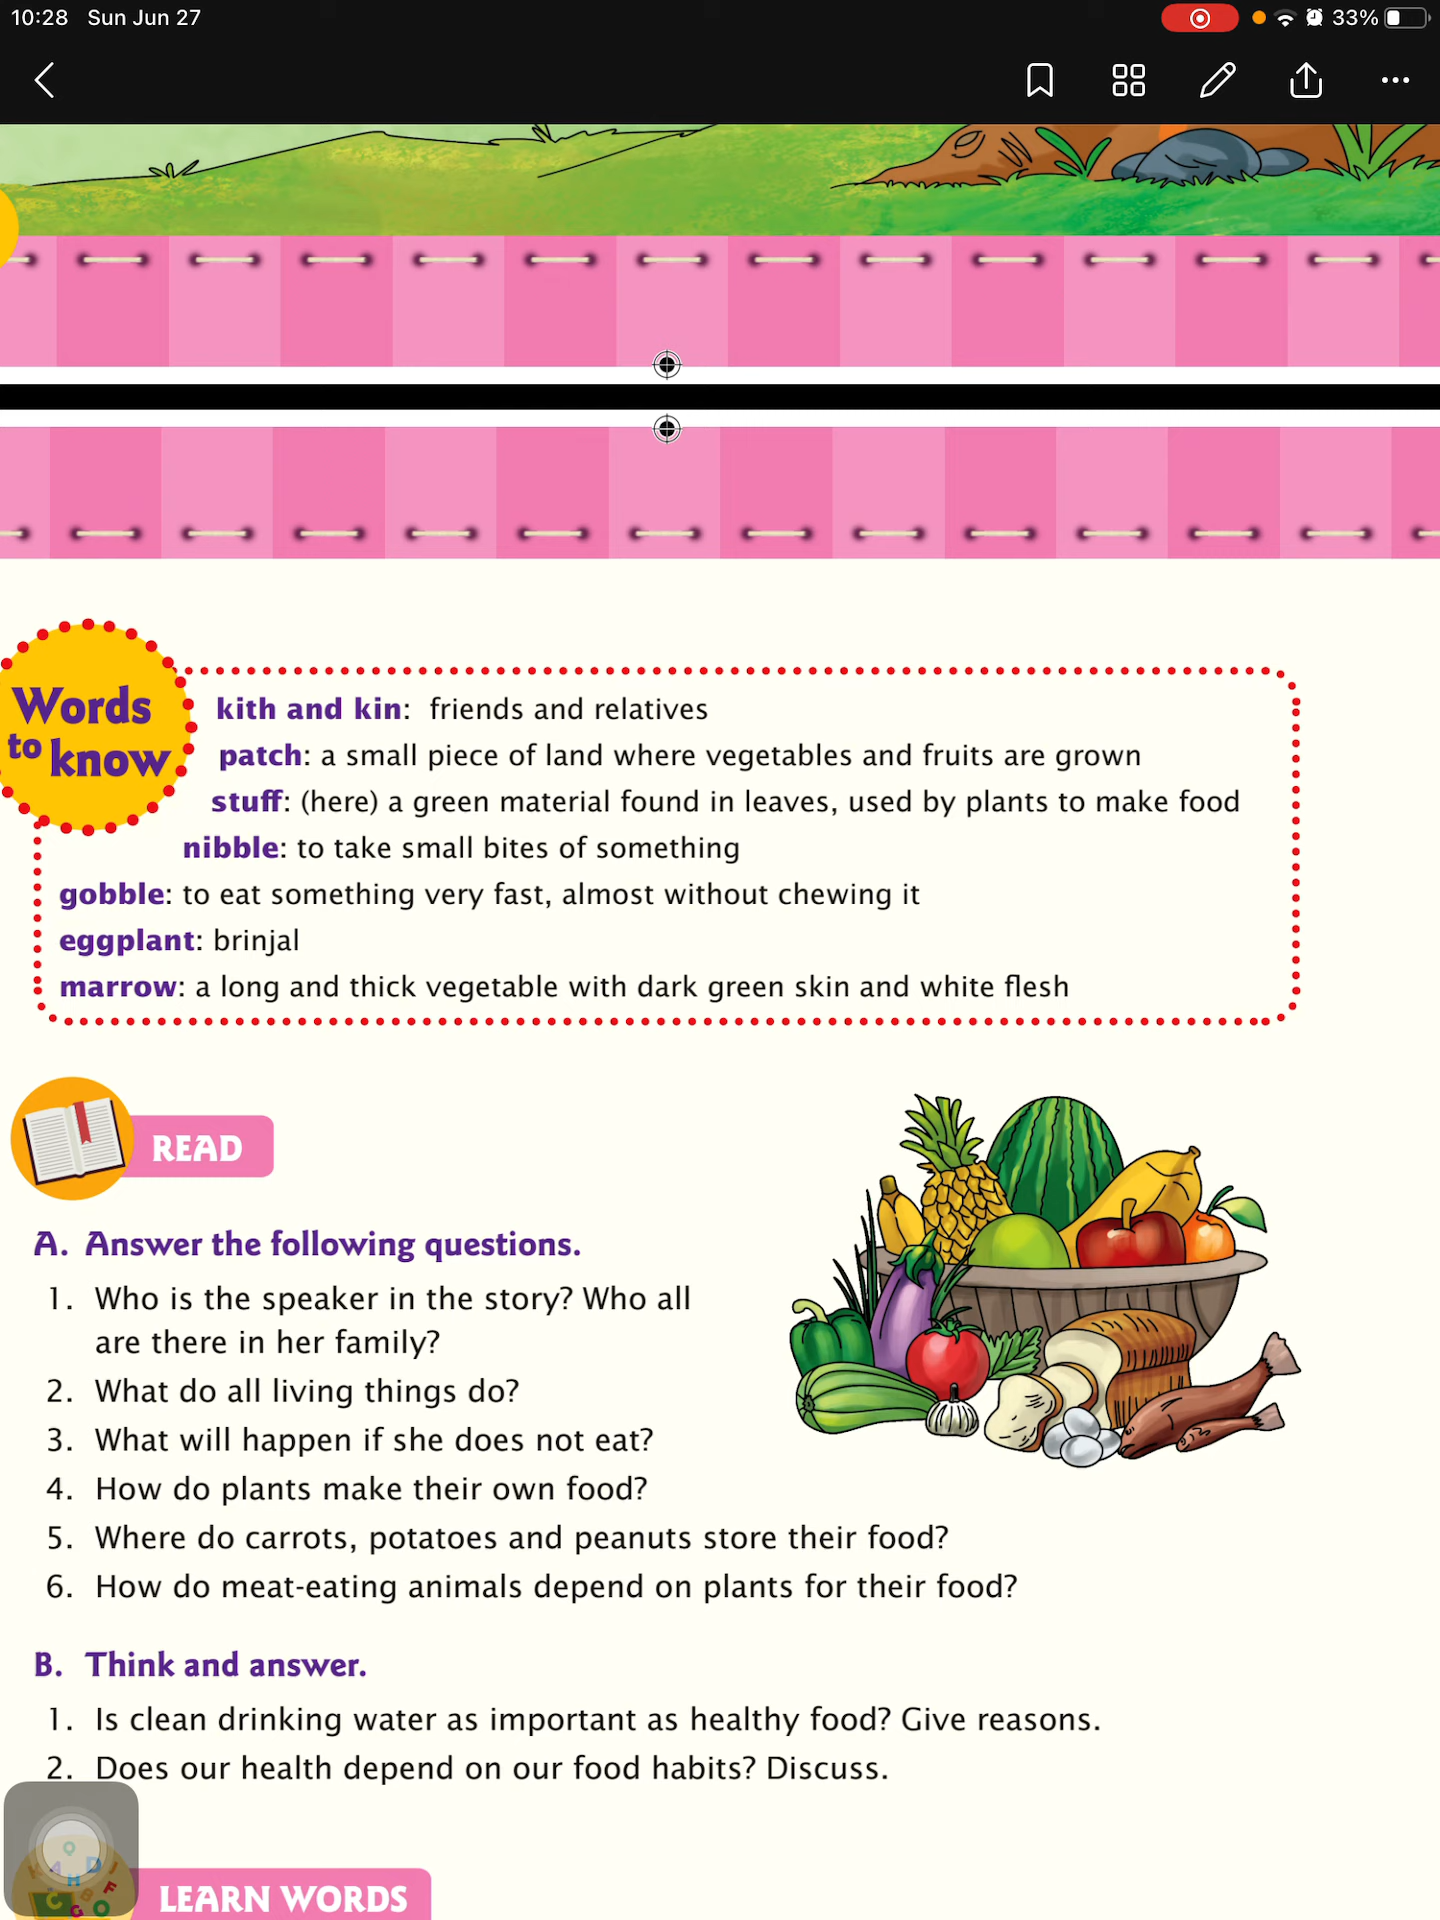 10:28 Sun Jun 27
33%
Words
to know
kith and kin: friends and relatives
patch: a small piece of land where vegetables and fruits are grown
stuff: (here) a green material found in leaves, used by plants to make food
nibble: to take small bites of something
gobble: to eat something very fast, almost without chewing it
eggplant: brinjal
marrow: a long and thick vegetable with dark green skin and white flesh
READ
A. Answer the following questions.
1. Who is the speaker in the story? Who all
are there in her family?
2. What do all living things do?
3. What will happen if she does not eat?
4. How do plants make their own food?
5. Where do carrots, potatoes and peanuts store their food?
6. How do meat-eating animals depend on plants for their food?
B. Think and answer.
1. Is clean drinking water as important as healthy food? Give reasons.
2. Does our health depend on our food habits? Discuss.
LEARN WORDS